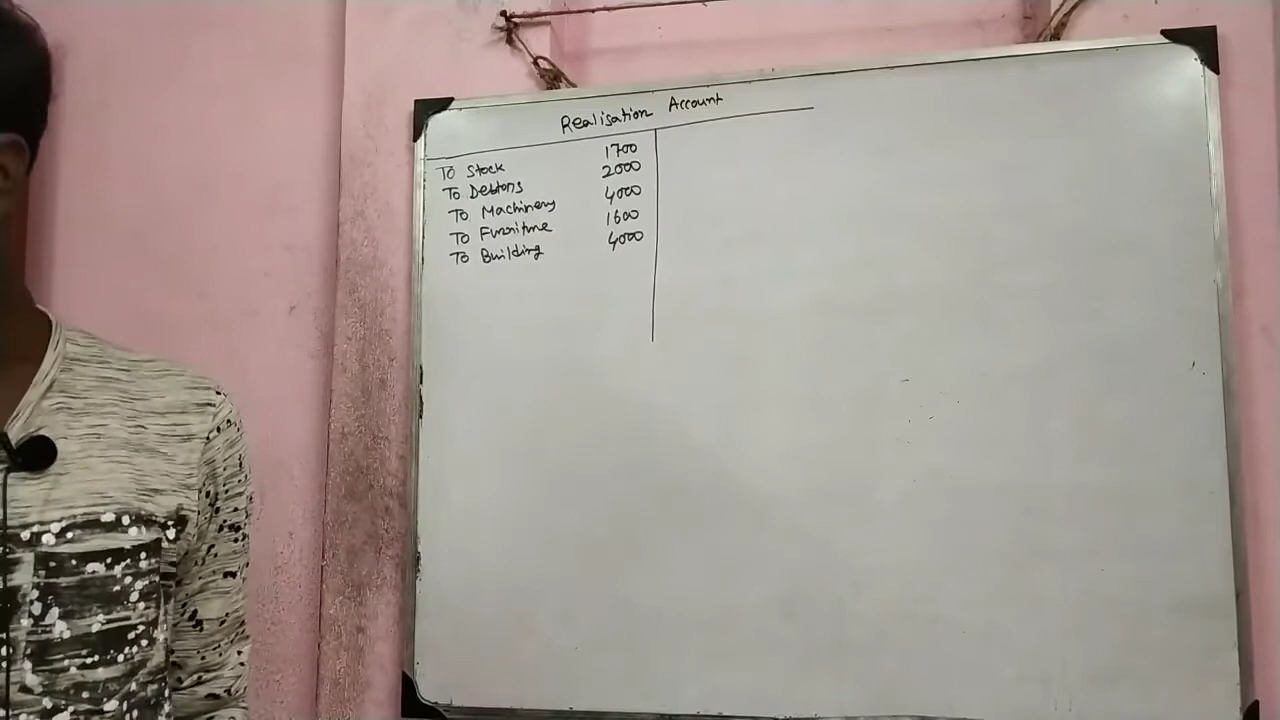 Realisation Account
To Stock 1700
To Debtors 2000
To Machinery 4000
To Furniture 1600
To Building 4000